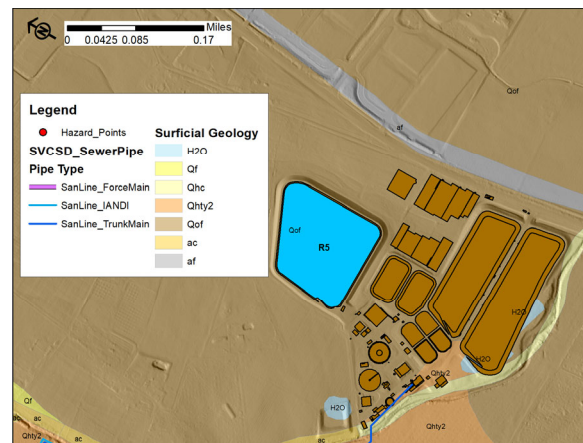 N
Miles
0 0.0425 0.085 0.17
Qof
af
Legend
Hazard_Points
SVCSD_SewerPipe
Pipe Type
SanLine_ForceMain
SanLine_IANDI
SanLine_TrunkMain
Surficial Geology
H2O
Qf
Qhc
Qhty2
Qof
ac
af
Qof
R5
H2O
H2O
Qhty2
H2O
Qf
ac
ac
Qhty2
ac
Qhty2